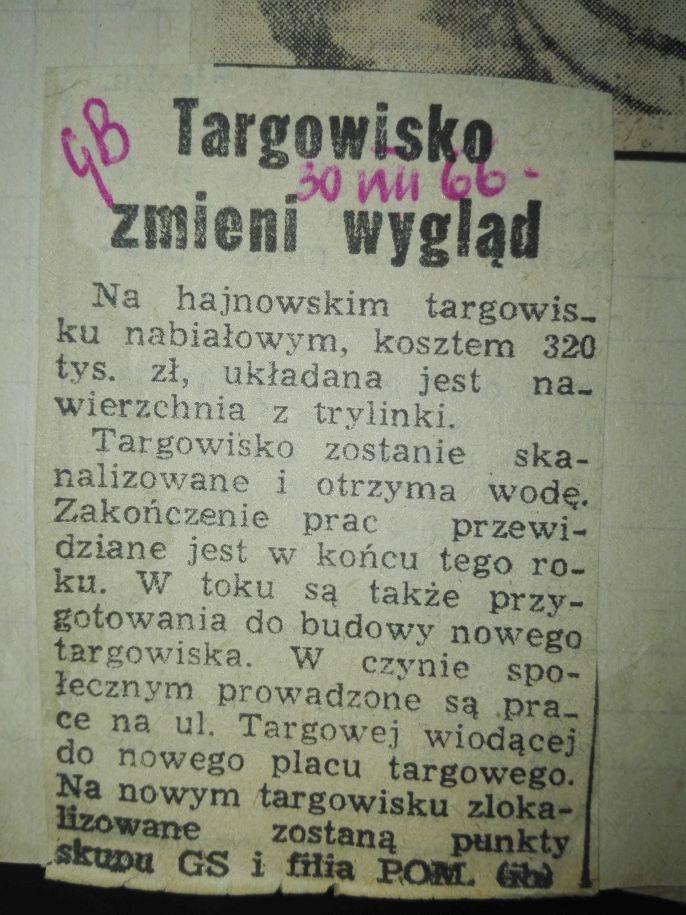 GB
Targowisko
30 VIII 66 -
zmieni wygląd
Na hajnowskim targowis-
ku nabiałowym, kosztem 320
tys. zł, układana jest na-
wierzchnia z trylinki.
Targowisko zostanie ska-
nalizowane i otrzyma wodę.
Zakończenie prac przewi-
dziane jest w końcu tego ro-
ku. W toku są także przy-
gotowania do budowy nowego
targowiska. W czynie spo-
łecznym prowadzone są pra-
ce na ul. Targowej wiodącej
do nowego placu targowego.
Na nowym targowisku zloka-
lizowane zostaną punkty
skupu GS i filia POM.